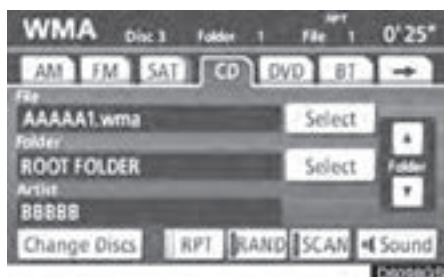 WMA Disc 3 Folder 1 File 1 RPT 0'25"
AM FM SAT CD DVD BT
File
AAAAA1.wma Select
Folder
ROOT FOLDER Select
Folder
Artist
BBBBB
Change Discs RPT RAND SCAN Sound